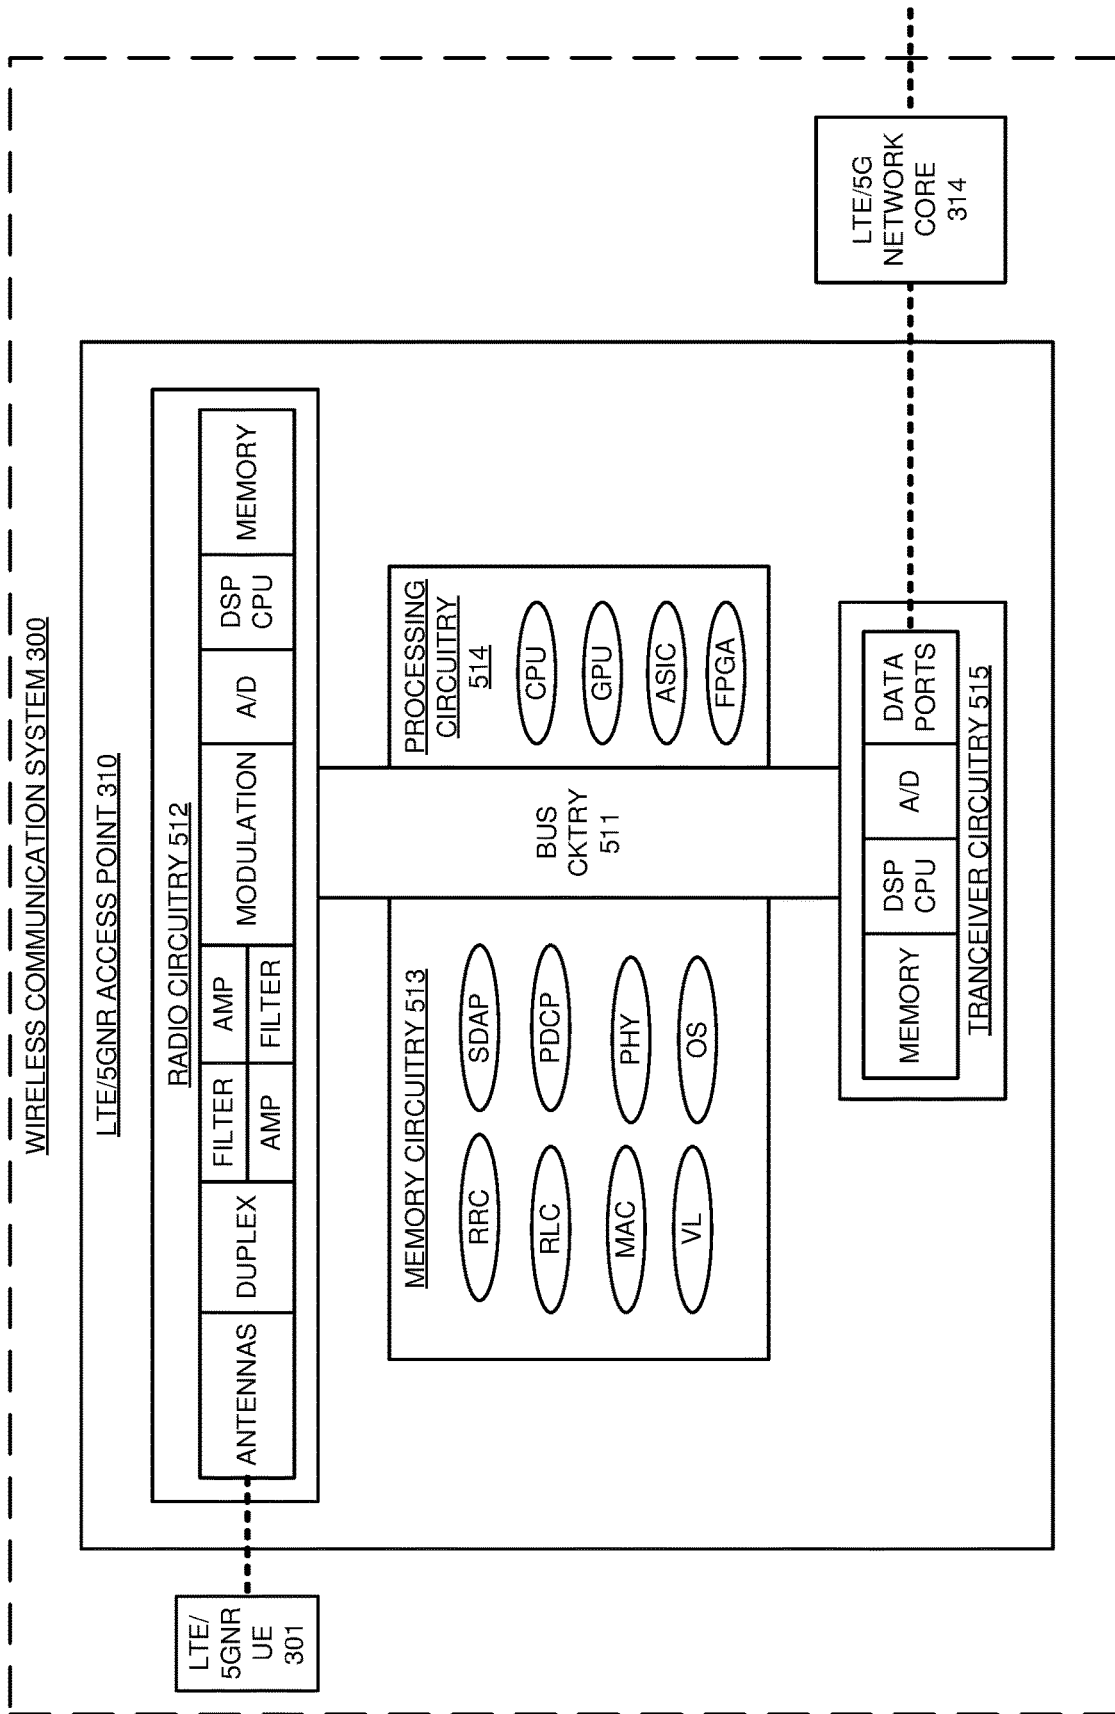 WIRELESS COMMUNICATION SYSTEM 300
LTE/5GNR ACCESS POINT 310
RADIO CIRCUITRY 512
ANTENNAS
DUPLEX
FILTER
AMP
AMP
FILTER
MODULATION
A/D
DSP
CPU
MEMORY
LTE/
5GNR
UE
301
MEMORY CIRCUITRY 513
RRC
SDAP
RLC
PDCP
MAC
PHY
VL
OS
BUS
CKTRY
511
PROCESSING
CIRCUITRY
514
CPU
GPU
ASIC
FPGA
MEMORY
DSP
CPU
A/D
DATA
PORTS
TRANCEIVER CIRCUITRY 515
LTE/5G
NETWORK
CORE
314